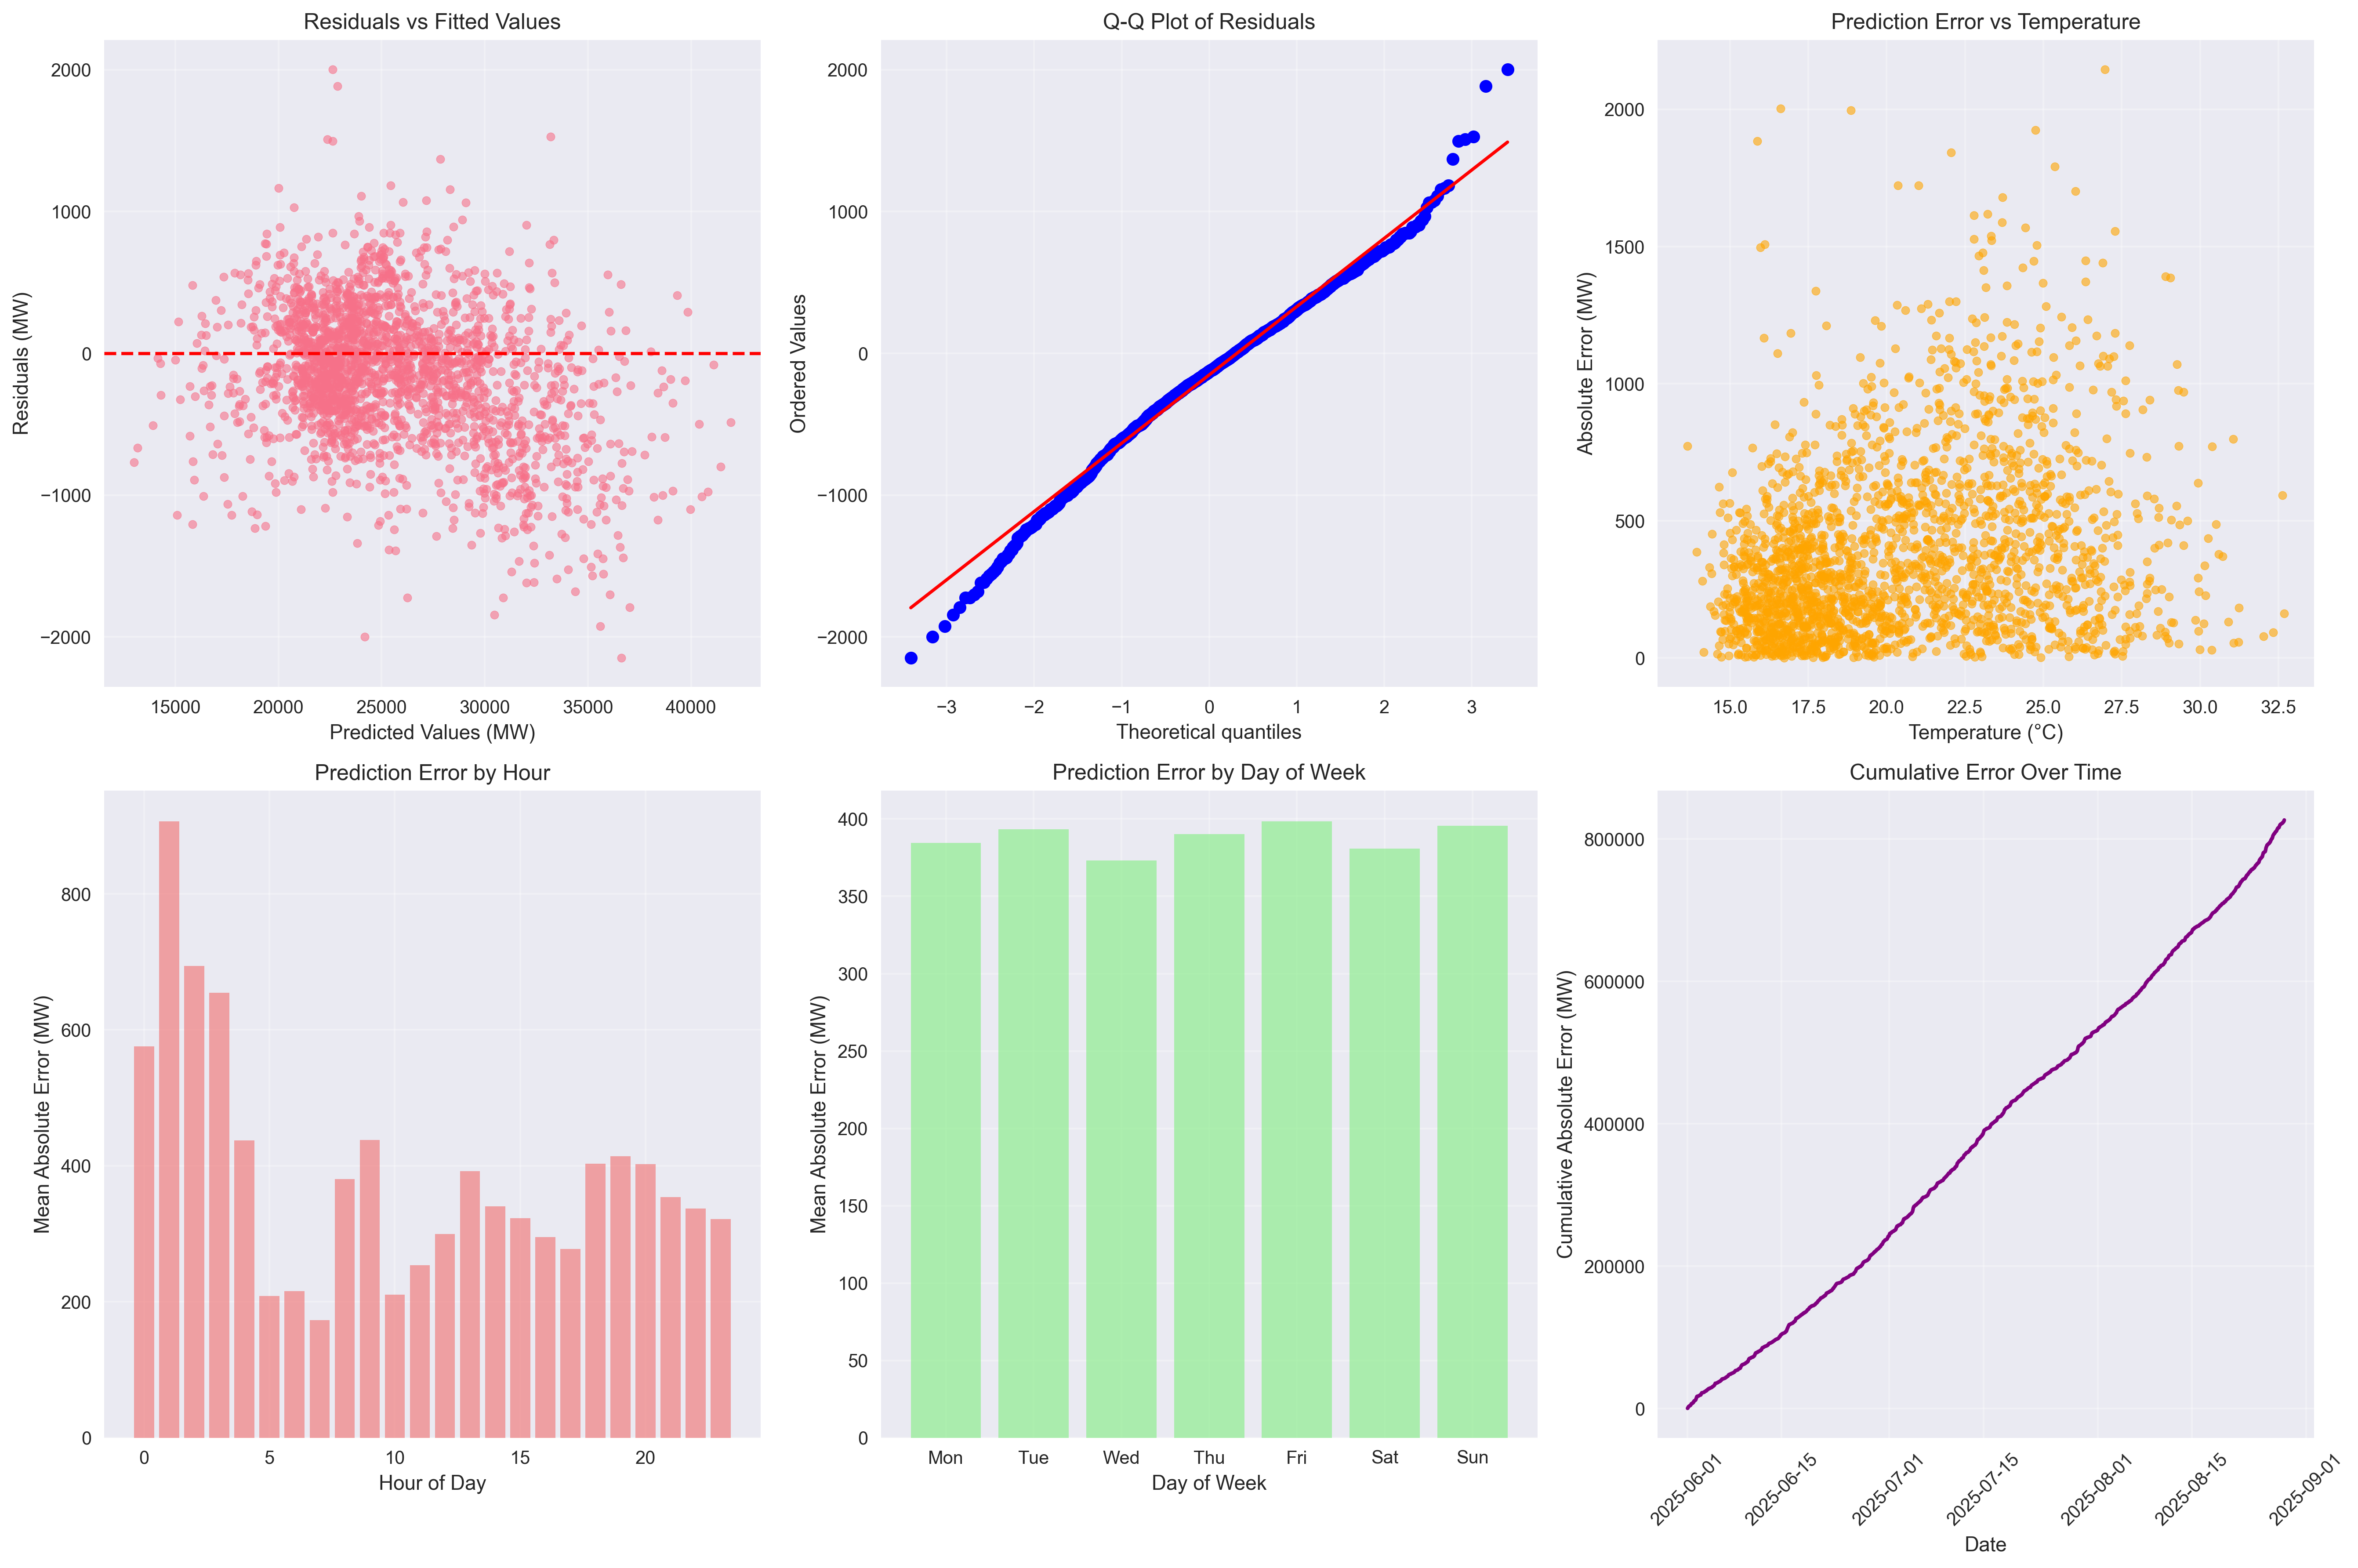 Residuals vs Fitted Values
Residuals (MW)
2000
1000
0
−1000
−2000
15000 20000 25000 30000 35000 40000
Predicted Values (MW)
Q-Q Plot of Residuals
Ordered Values
2000
1000
0
−1000
−2000
−3 −2 −1 0 1 2 3
Theoretical quantiles
Prediction Error vs Temperature
Absolute Error (MW)
2000
1500
1000
500
0
15.0 17.5 20.0 22.5 25.0 27.5 30.0 32.5
Temperature (°C)
Prediction Error by Hour
Mean Absolute Error (MW)
800
600
400
200
0
0 5 10 15 20
Hour of Day
Prediction Error by Day of Week
Mean Absolute Error (MW)
400
350
300
250
200
150
100
50
0
Mon Tue Wed Thu Fri Sat Sun
Day of Week
Cumulative Error Over Time
Cumulative Absolute Error (MW)
800000
600000
400000
200000
0
2025-06-01 2025-06-15 2025-07-01 2025-07-15 2025-08-01 2025-08-15 2025-09-01
Date